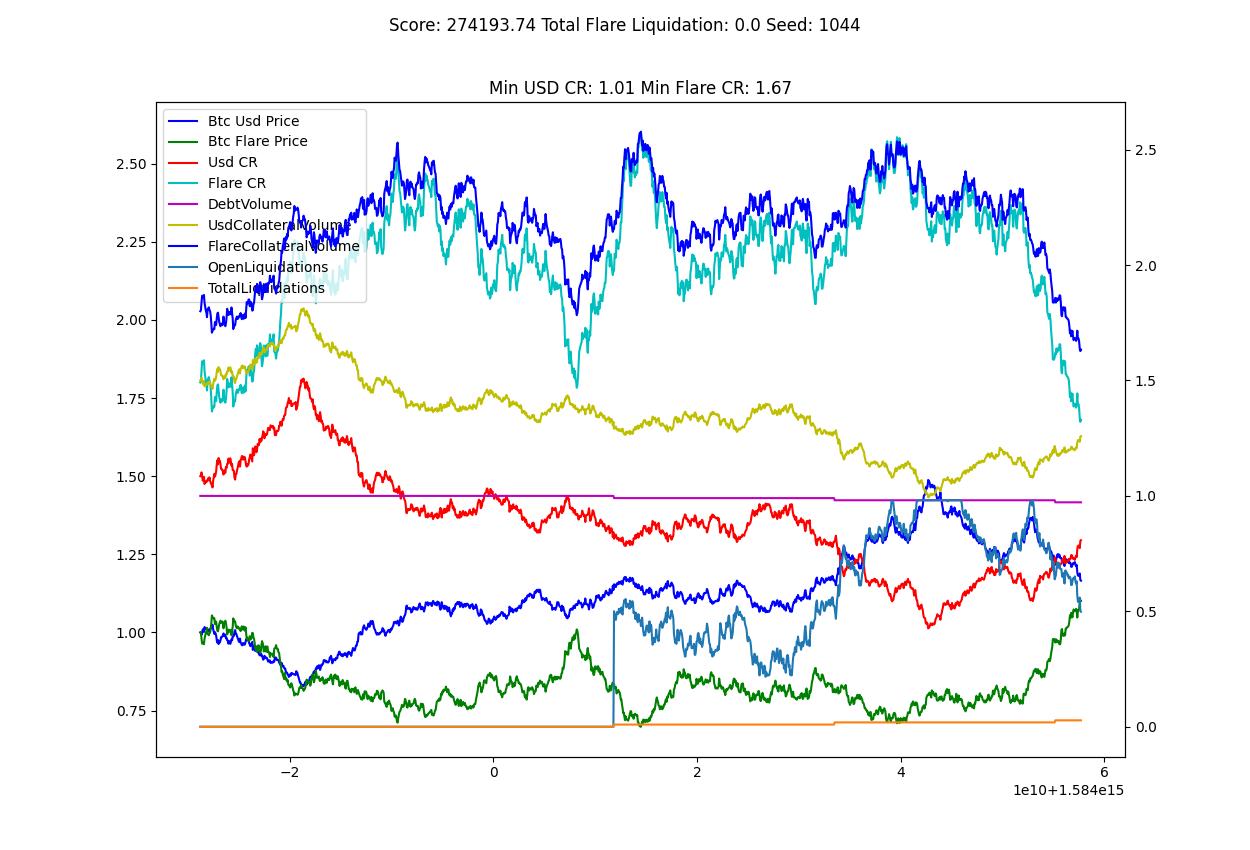 Score: 274193.74 Total Flare Liquidation: 0.0 Seed: 1044
Min USD CR: 1.01 Min Flare CR: 1.67
Btc Usd Price
Btc Flare Price
Usd CR
Flare CR
DebtVolume
UsdCollateralVolume
FlareCollateralVolume
OpenLiquidations
TotalLiquidations
2.50
2.25
2.00
1.75
1.50
1.25
1.00
0.75
2.5
2.0
1.5
1.0
0.5
0.0
−2
0
2
4
6
1e10+1.584e15